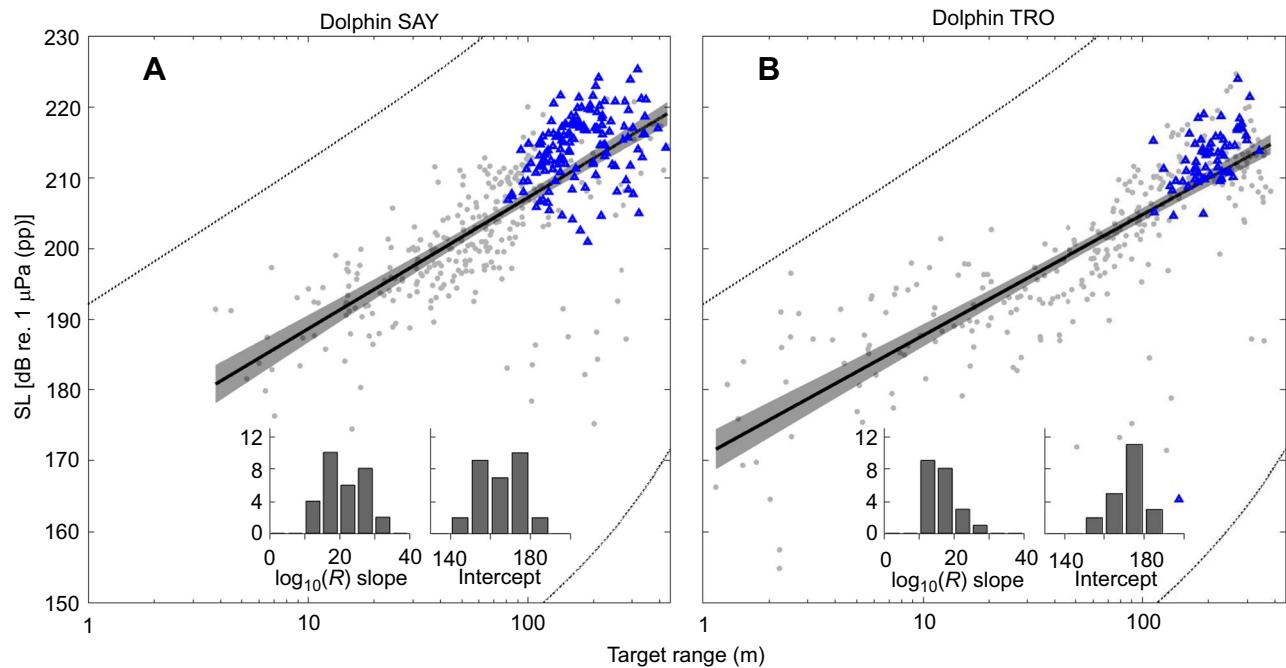 Dolphin SAY
Dolphin TRO
SL [dB re. 1 μPa (pp)]
230
220
210
200
190
180
170
160
150
A
B
12
8
4
0
0 20 40
log10(R) slope
140 180
Intercept
12
8
4
0
0 20 40
log10(R) slope
140 180
Intercept
1 10 100
1 10 100
Target range (m)